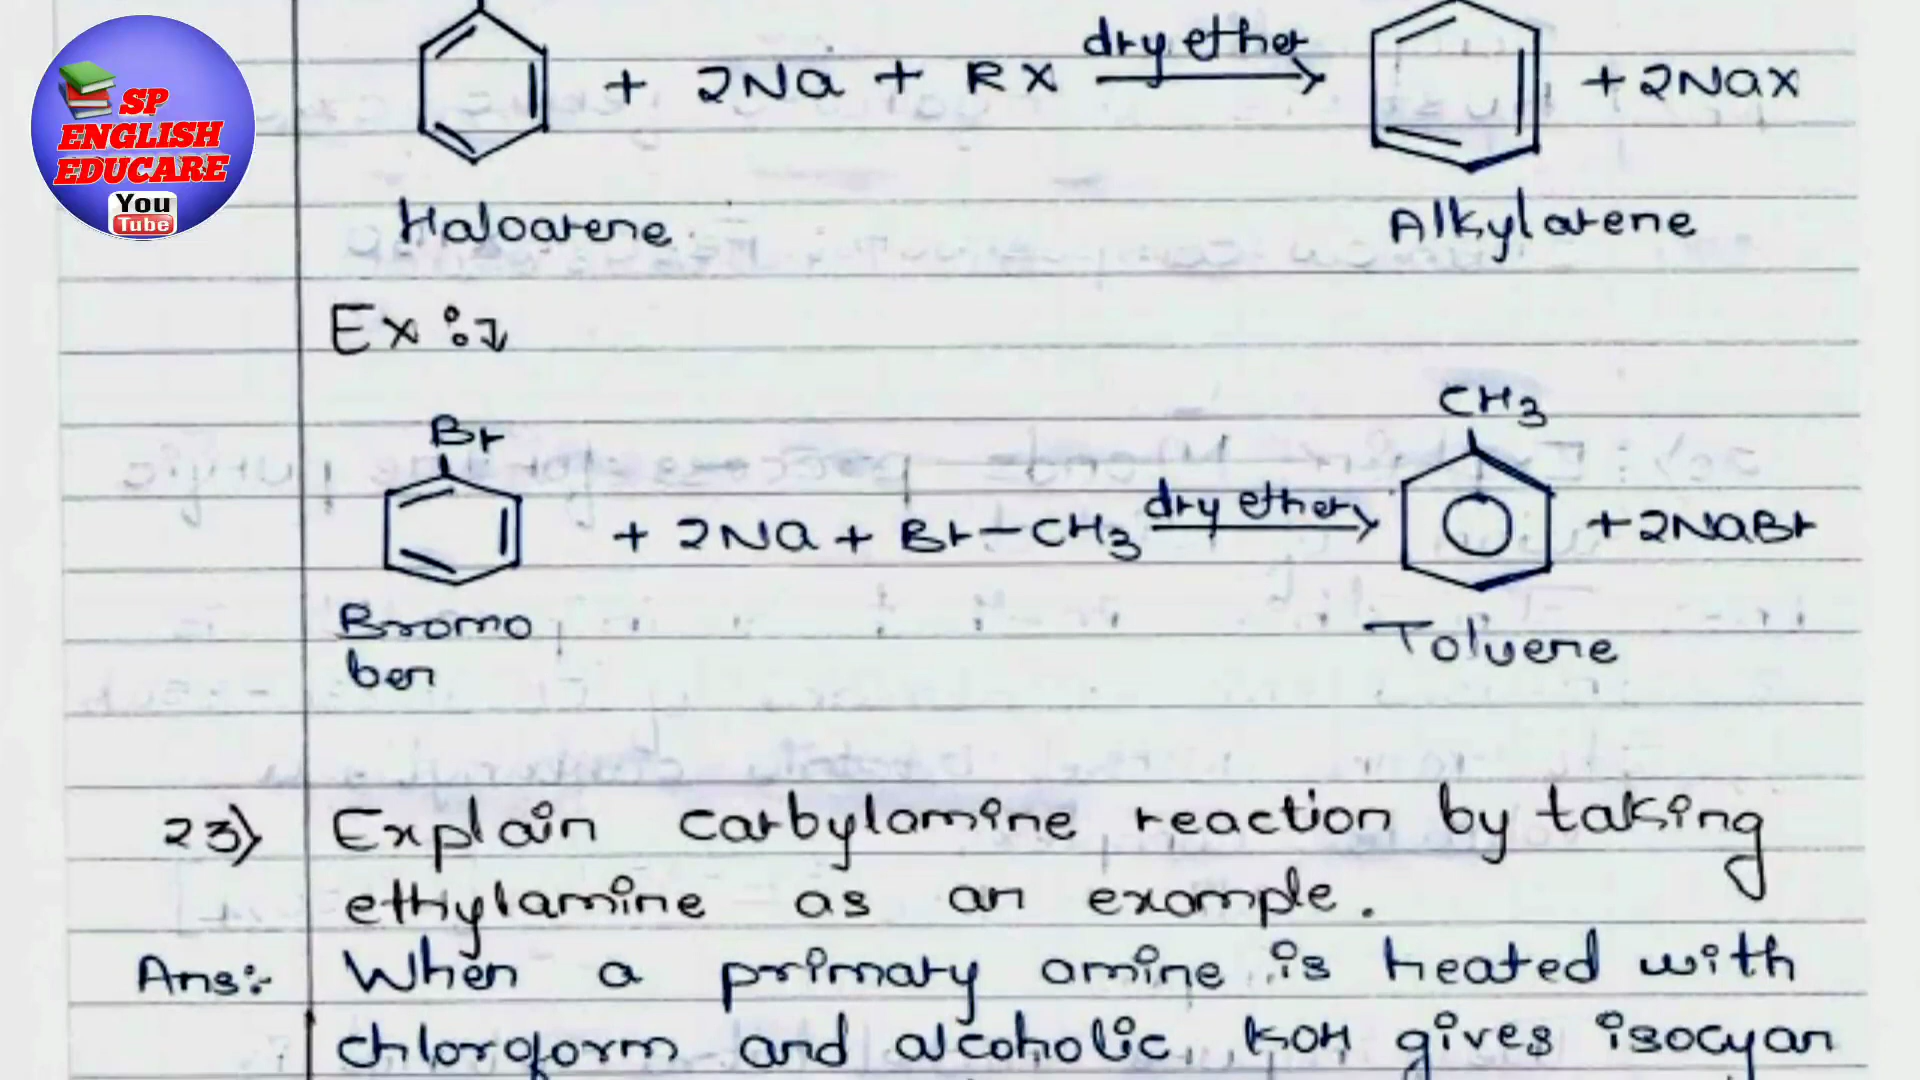 SP
ENGLISH
EDUCARE
You
Tube
+ 2Na + RX dry ether + 2NaX
Haloarene Alkylarene
Ex :
Br CH3
+ 2Na + Br-CH3 dry ether + 2NaBr
Bromo
ben Toluene
23) Explain carbylamine reaction by taking
ethylamine as an example.
Ans:- When a primary amine is heated with
chloroform and alcoholic KOH gives isocyan